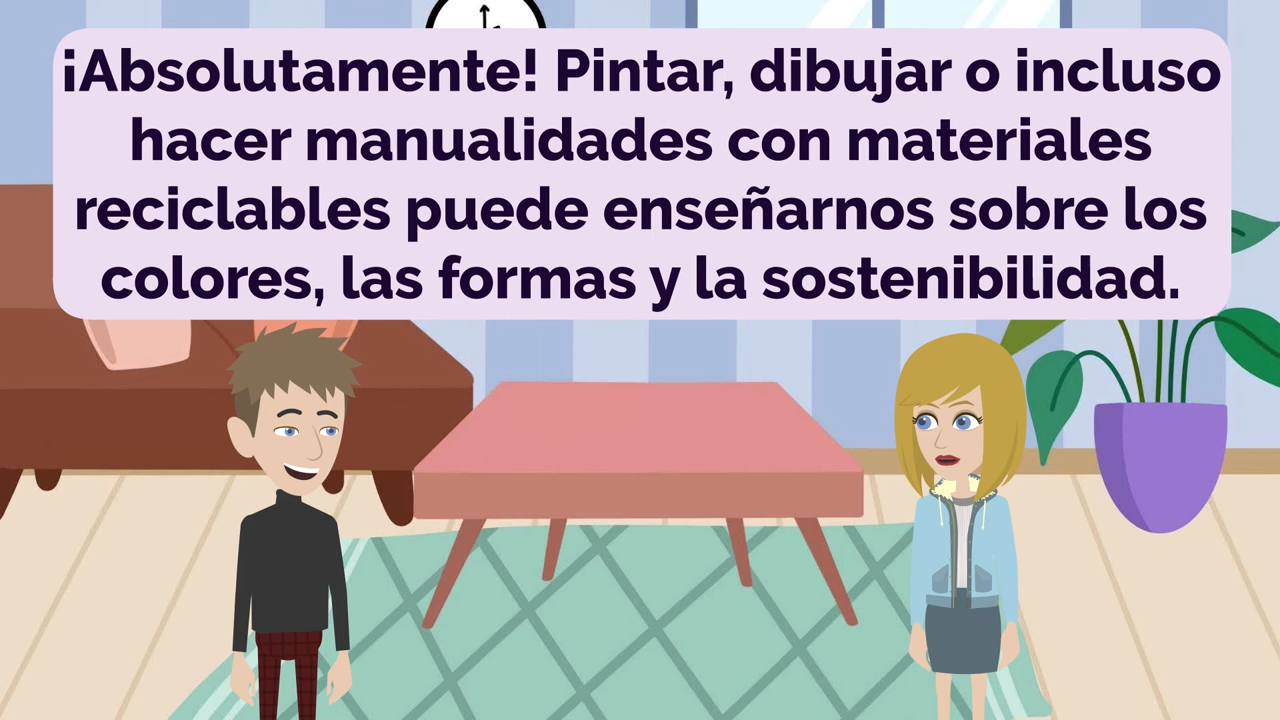 ¡Absolutamente! Pintar, dibujar o incluso
hacer manualidades con materiales
reciclables puede enseñarnos sobre los
colores, las formas y la sostenibilidad.